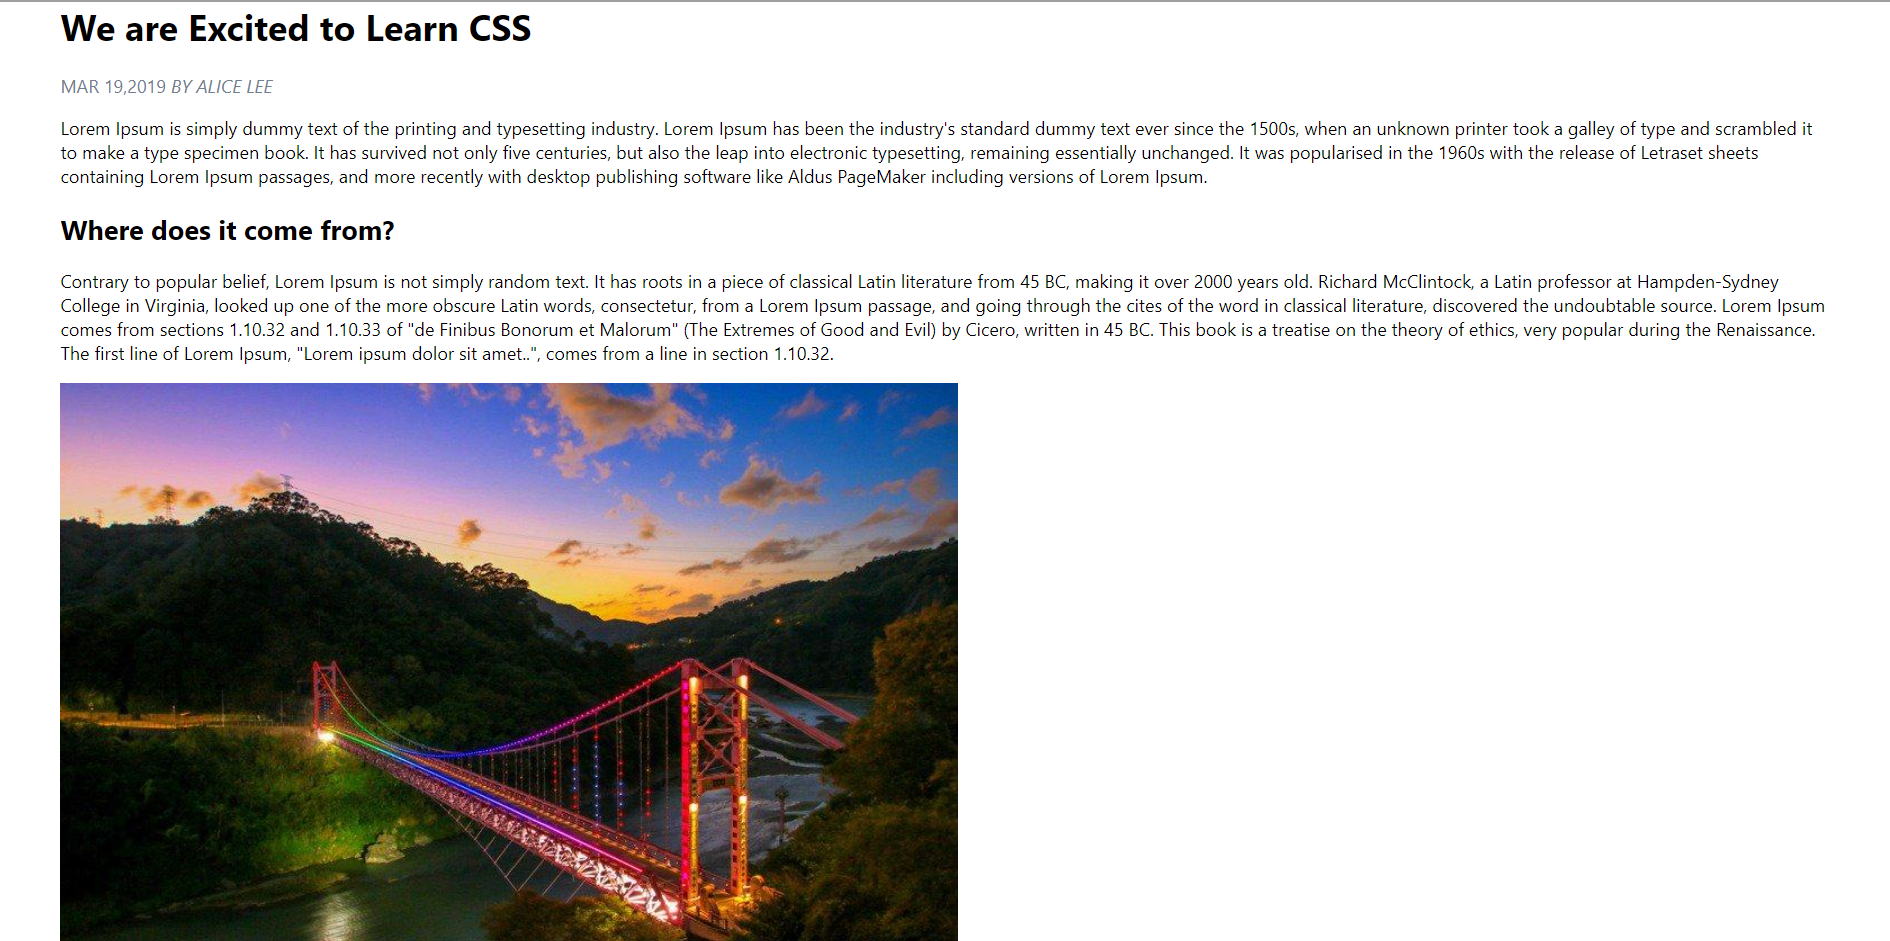 We are Excited to Learn CSS
MAR 19,2019 BY ALICE LEE
Lorem Ipsum is simply dummy text of the printing and typesetting industry. Lorem Ipsum has been the industry's standard dummy text ever since the 1500s, when an unknown printer took a galley of type and scrambled it
to make a type specimen book. It has survived not only five centuries, but also the leap into electronic typesetting, remaining essentially unchanged. It was popularised in the 1960s with the release of Letraset sheets
containing Lorem Ipsum passages, and more recently with desktop publishing software like Aldus PageMaker including versions of Lorem Ipsum.
Where does it come from?
Contrary to popular belief, Lorem Ipsum is not simply random text. It has roots in a piece of classical Latin literature from 45 BC, making it over 2000 years old. Richard McClintock, a Latin professor at Hampden-Sydney
College in Virginia, looked up one of the more obscure Latin words, consectetur, from a Lorem Ipsum passage, and going through the cites of the word in classical literature, discovered the undoubtable source. Lorem Ipsum
comes from sections 1.10.32 and 1.10.33 of "de Finibus Bonorum et Malorum" (The Extremes of Good and Evil) by Cicero, written in 45 BC. This book is a treatise on the theory of ethics, very popular during the Renaissance.
The first line of Lorem Ipsum, "Lorem ipsum dolor sit amet..", comes from a line in section 1.10.32.